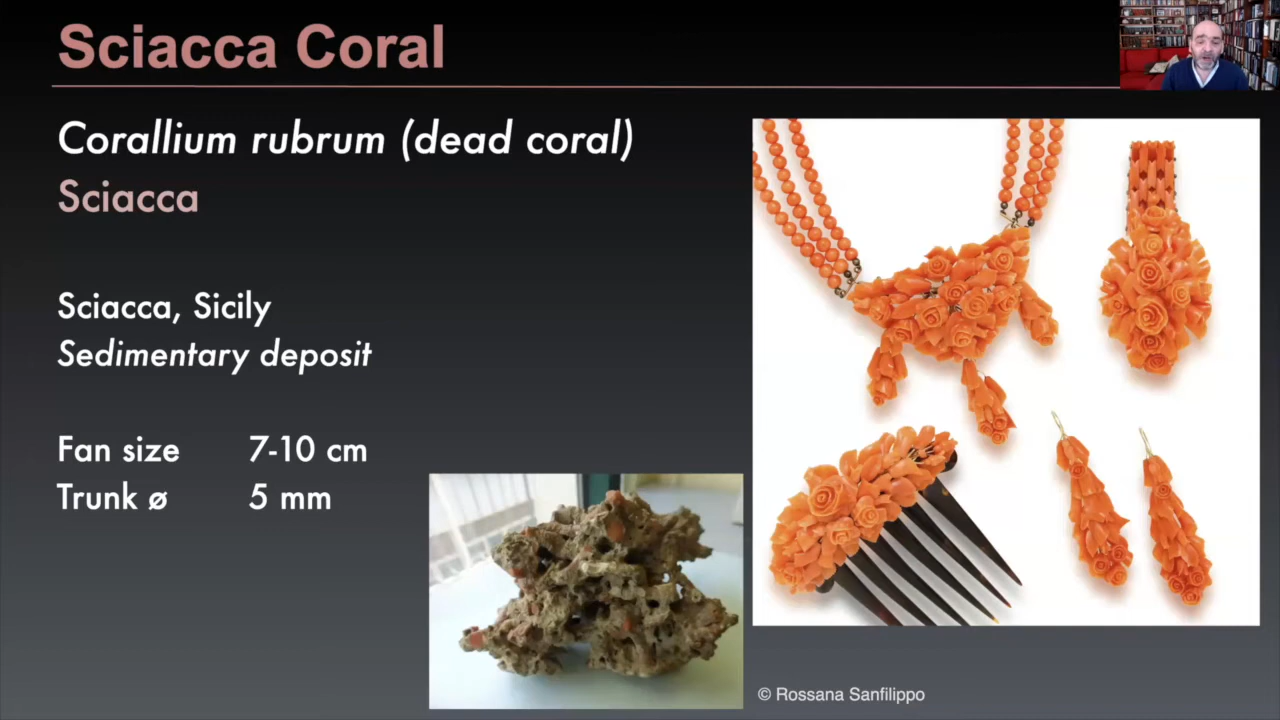 Sciacca Coral
Corallium rubrum (dead coral)
Sciacca
Sciacca, Sicily
Sedimentary deposit
Fan size 7-10 cm
Trunk ø 5 mm
© Rossana Sanfilippo